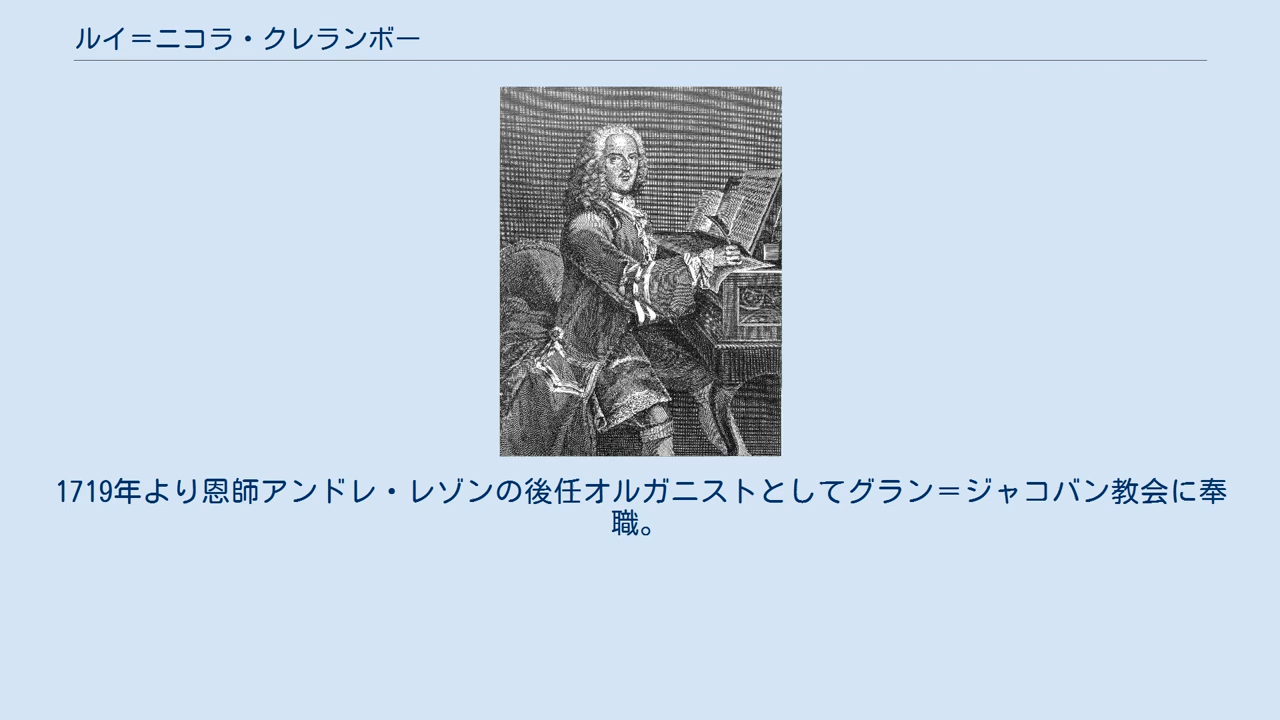 ルイ＝ニコラ・クレランボー
1719年より恩師アンドレ・レゾンの後任オルガニストとしてグラン＝ジャコバン教会に奉
職。